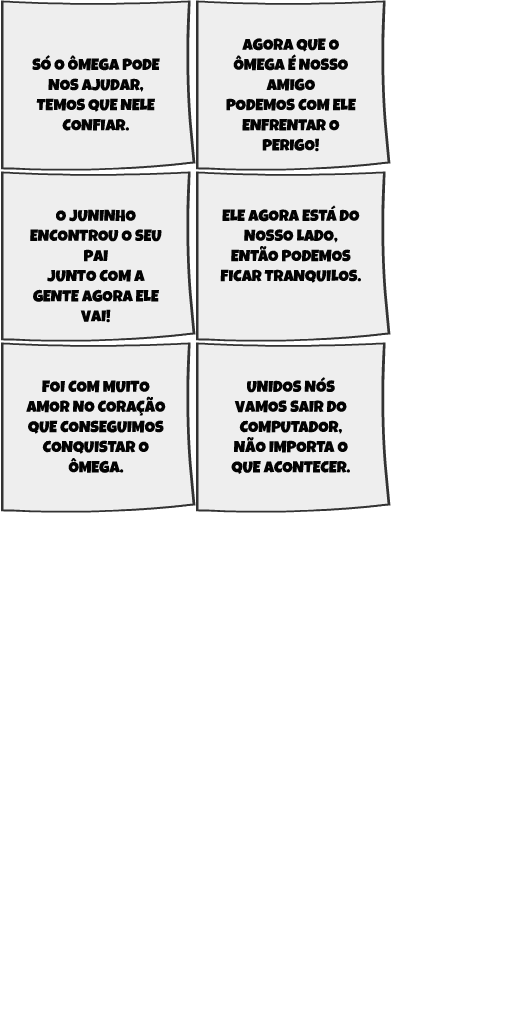 SÓ O ÔMEGA PODE
NOS AJUDAR,
TEMOS QUE NELE
CONFIAR.
AGORA QUE O
ÔMEGA É NOSSO
AMIGO
PODEMOS COM ELE
ENFRENTAR O
PERIGO!
O JUNINHO
ENCONTROU O SEU
PAI
JUNTO COM A
GENTE AGORA ELE
VAI!
ELE AGORA ESTÁ DO
NOSSO LADO,
ENTÃO PODEMOS
FICAR TRANQUILOS.
FOI COM MUITO
AMOR NO CORAÇÃO
QUE CONSEGUIMOS
CONQUISTAR O
ÔMEGA.
UNIDOS NÓS
VAMOS SAIR DO
COMPUTADOR,
NÃO IMPORTA O
QUE ACONTECER.